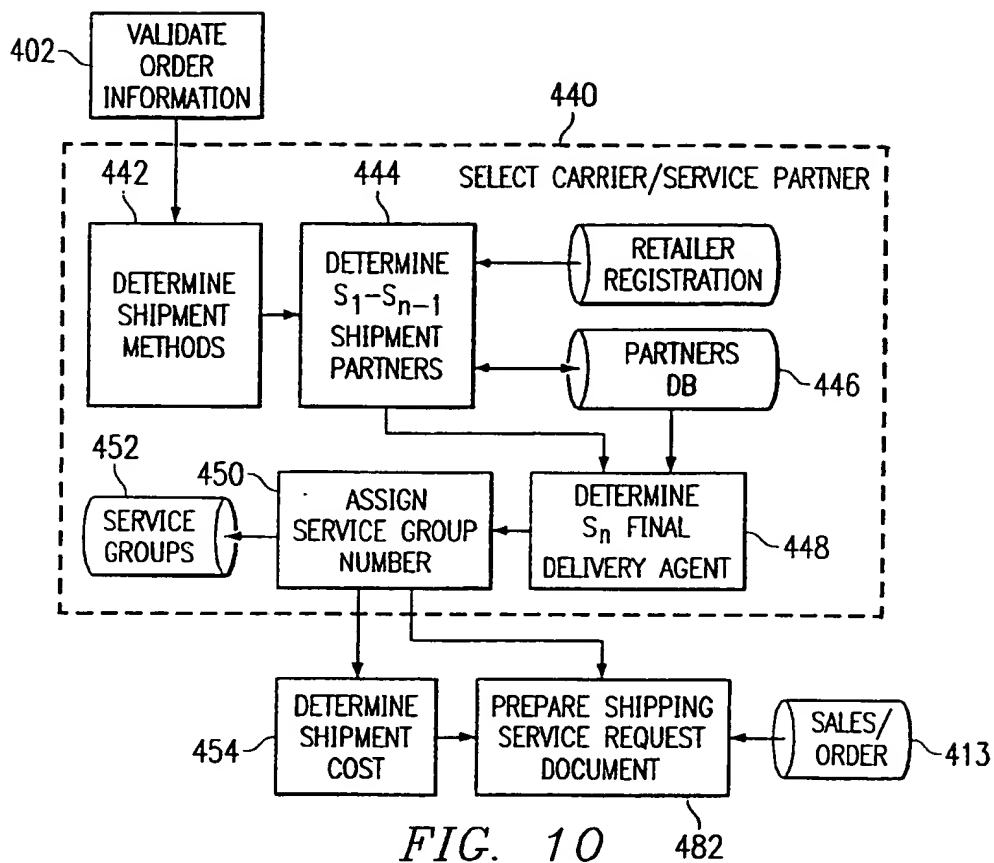 402
VALIDATE
ORDER
INFORMATION
440
SELECT CARRIER/SERVICE PARTNER
442
DETERMINE
SHIPMENT
METHODS
444
DETERMINE
S1-Sn-1
SHIPMENT
PARTNERS
RETAILER
REGISTRATION
PARTNERS
DB
446
452
SERVICE
GROUPS
450
ASSIGN
SERVICE GROUP
NUMBER
DETERMINE
Sn FINAL
DELIVERY AGENT
448
454
DETERMINE
SHIPMENT
COST
PREPARE SHIPPING
SERVICE REQUEST
DOCUMENT
482
SALES/
ORDER
413
FIG. 10